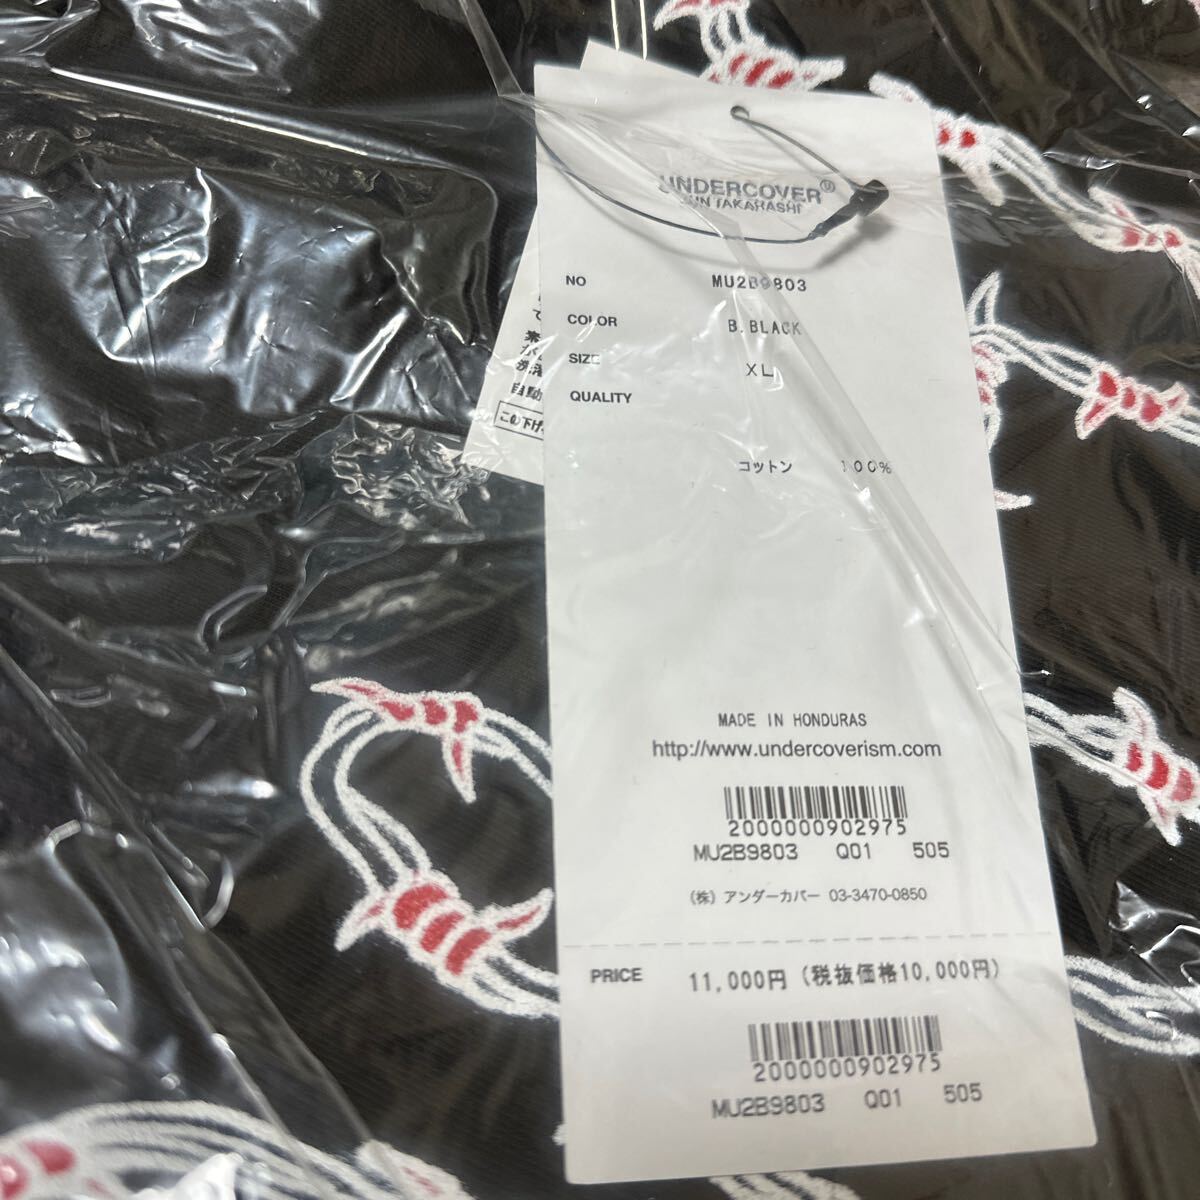 UNDERCOVER®
JUN TAKAHASHI
NO MU2B9803
COLOR B.BLACK
SIZE XL
QUALITY
コットン 100%
MADE IN HONDURAS
http://www.undercoverism.com
2000000902975
MU2B9803 Q01 505
(株) アンダーカバー 03-3470-0850
PRICE 11,000円 (税抜価格10,000円)
2000000902975
MU2B9803 Q01 505
自動
この下げ